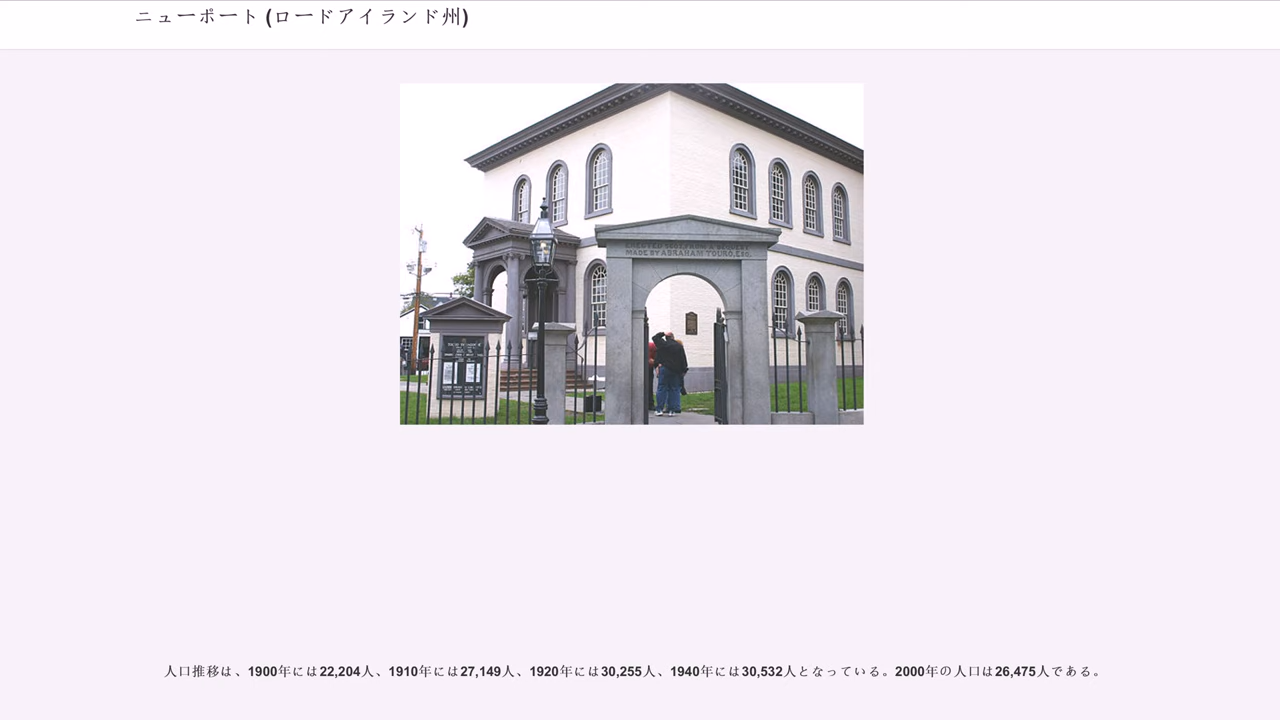 ニューポート (ロードアイランド州)
MADE BY ABRAHAM TOURO, ESQ.
人口推移は、1900年には22,204人、1910年には27,149人、1920年には30,255人、1940年には30,532人となっている。2000年の人口は26,475人である。